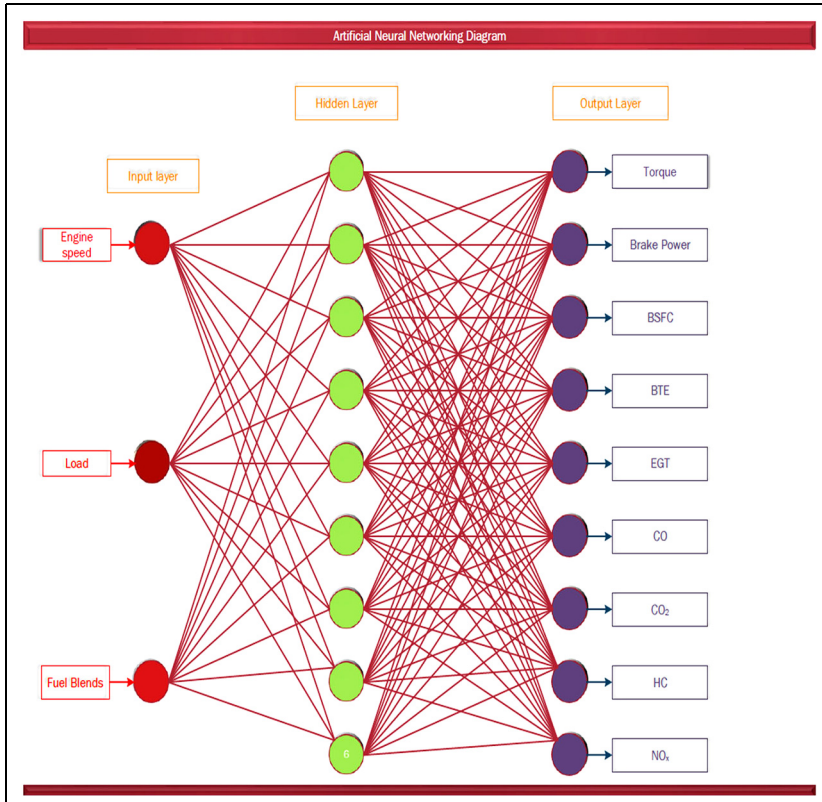 Artificial Neural Networking Diagram
Hidden Layer
Output Layer
Input layer
Torque
Engine
speed
Brake Power
BSFC
BTE
Load
EGT
CO
CO₂
Fuel Blends
HC
6
NOₓ